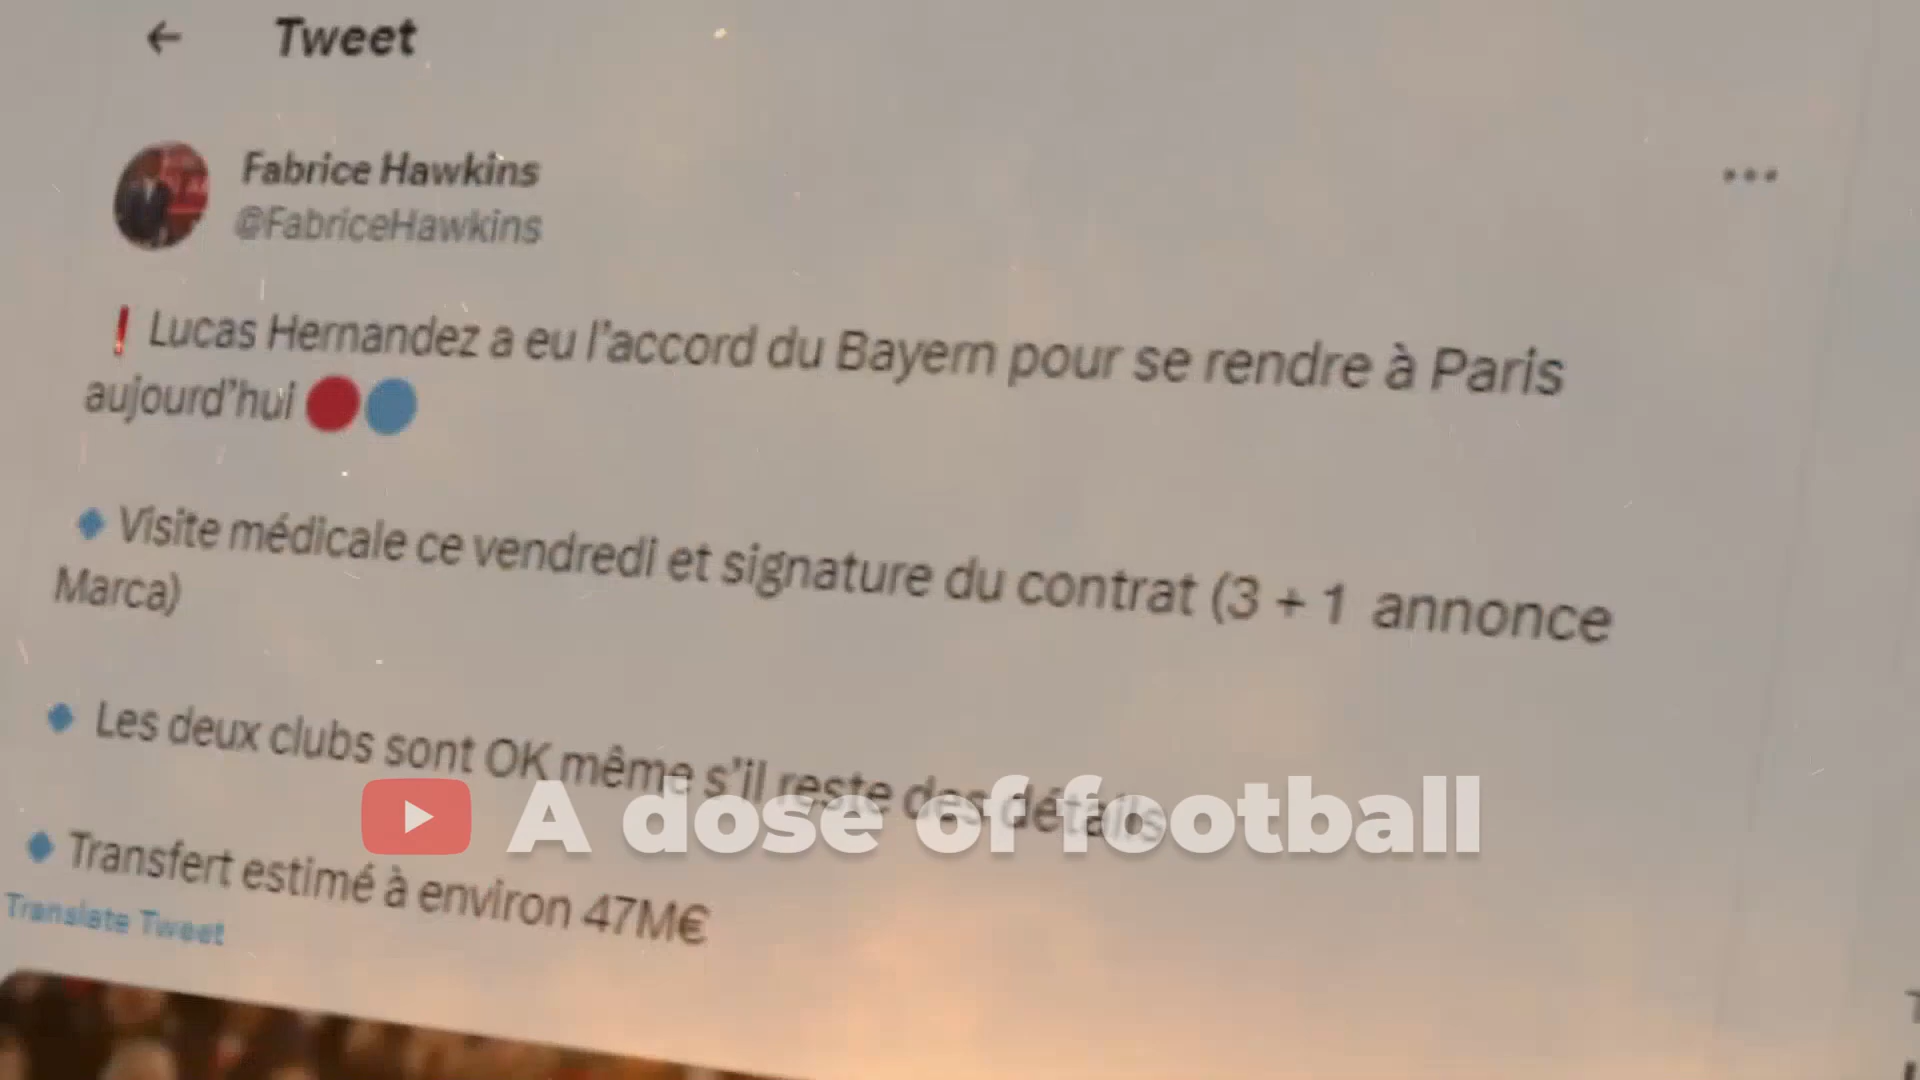 Tweet
Fabrice Hawkins
@FabriceHawkins
Lucas Hernandez a eu l'accord du Bayern pour se rendre à Paris
aujourd'hui
Visite médicale ce vendredi et signature du contrat (3 + 1 annonce
Marca)
Les deux clubs sont OK même s'il reste des détails
A dose of football
Transfert estimé à environ 47M€
Translate Tweet